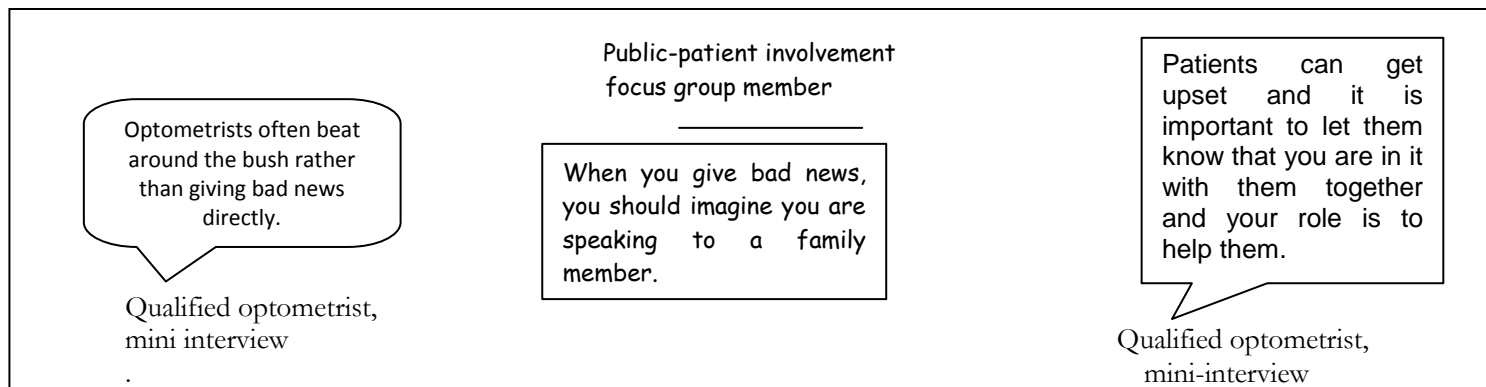 Optometrists often beat
around the bush rather
than giving bad news
directly.
Qualified optometrist,
mini interview
.
Public-patient involvement
focus group member
When you give bad news,
you should imagine you are
speaking to a family
member.
Patients can get
upset and it is
important to let them
know that you are in it
with them together
and your role is to
help them.
Qualified optometrist,
mini-interview